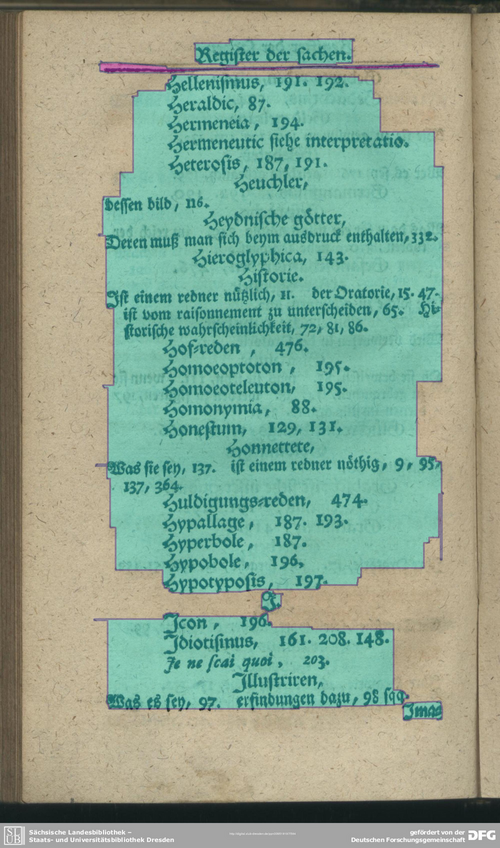 Register der sachen.
Hellenismus, 191. 192.
Heraldic, 87.
Hermeneia, 194.
Hermeneutic siehe interpretatio.
Heterosis, 187, 191.
Heuchler,
dessen bild, 116.
Heydnische götter,
Deren muß man sich beym ausdruck enthalten, 332.
Hieroglyphica, 143.
Historie.
Ist einem redner nützlich, 11. der Oratorie, 15. 47.
ist vom raisonnement zu unterscheiden, 65. Hi-
storische wahrscheinlichkeit, 72, 81, 86.
Hof-reden, 476.
Homoeoptoton, 195.
Homoeoteleuton, 195.
Homonymia, 88.
Honestum, 129, 131.
Honnettete,
Was sie sey, 137. ist einem redner nöthig, 9, 95,
137, 364.
Huldigungs-reden, 474.
Hypallage, 187. 193.
Hyperbole, 187.
Hypobole, 196.
Hypotyposis, 197.
J.
Icon, 196.
Idiotismus, 161. 208. 148.
Je ne scai quoi, 203.
Illustriren,
Was es sey, 97. erfindungen dazu, 98 sqq.
Imag
Sächsische Landesbibliothek –
Staats- und Universitätsbibliothek Dresden
gefördert von der
Deutschen Forschungsgemeinschaft
DFG